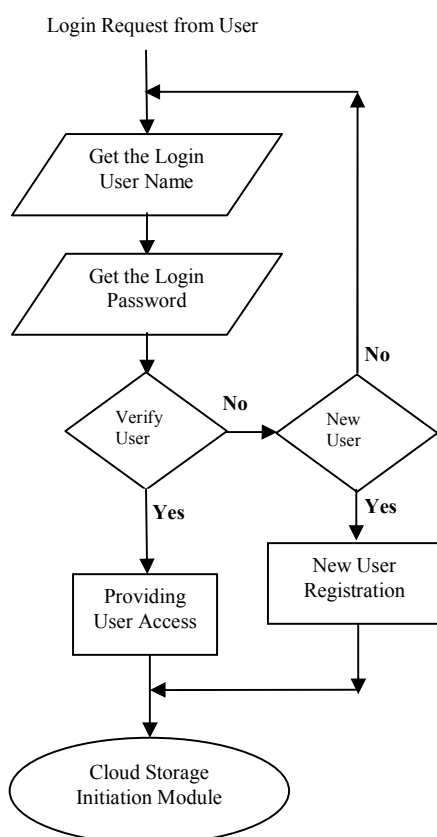 Login Request from User
Get the Login
User Name
Get the Login
Password
No
No
Verify
User
New
User
Yes
Yes
New User
Registration
Providing
User Access
Cloud Storage
Initiation Module